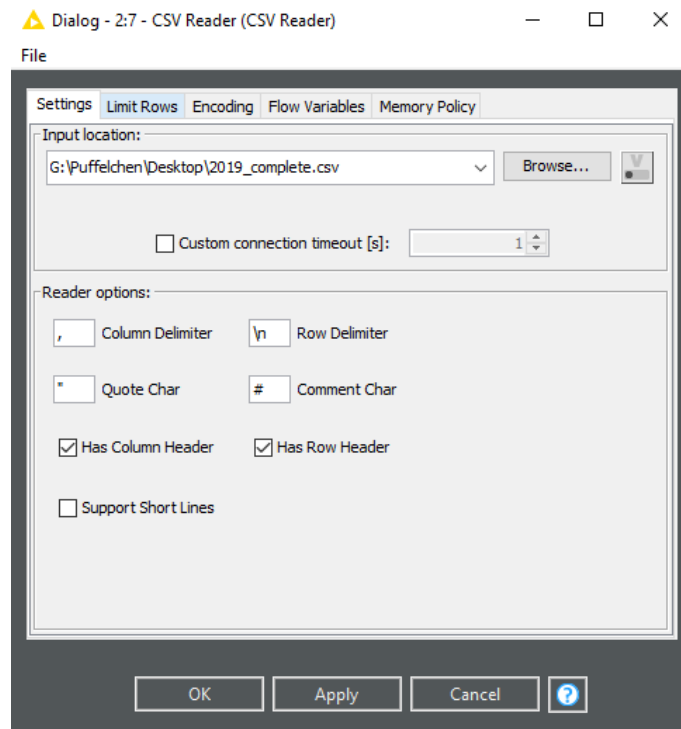 Dialog - 2:7 - CSV Reader (CSV Reader)
File
Settings Limit Rows Encoding Flow Variables Memory Policy
Input location:
G:\Puffelchen\Desktop\2019_complete.csv Browse... V
Custom connection timeout [s]: 1
Reader options:
, Column Delimiter \n Row Delimiter
" Quote Char # Comment Char
Has Column Header Has Row Header
Support Short Lines
OK Apply Cancel ?